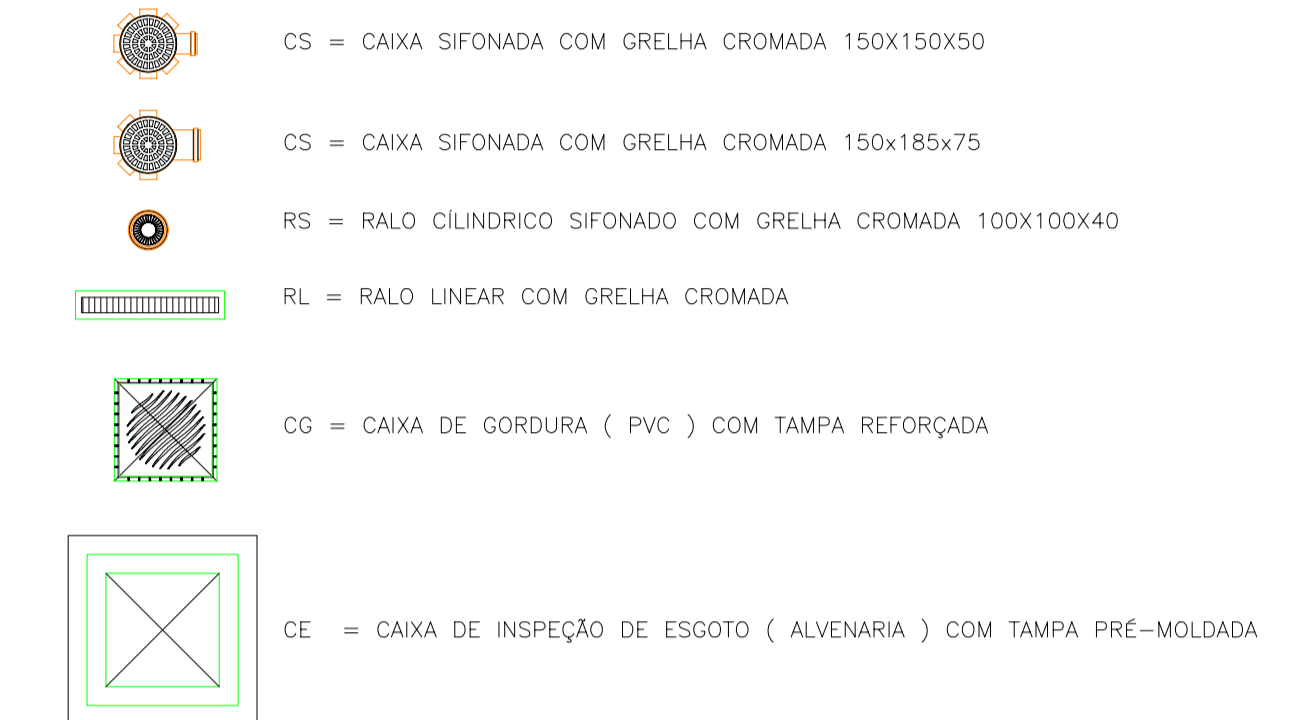 CS = CAIXA SIFONADA COM GRELHA CROMADA 150X150X50
CS = CAIXA SIFONADA COM GRELHA CROMADA 150x185x75
RS = RALO CÍLINDRICO SIFONADO COM GRELHA CROMADA 100X100X40
RL = RALO LINEAR COM GRELHA CROMADA
CG = CAIXA DE GORDURA ( PVC ) COM TAMPA REFORÇADA
CE = CAIXA DE INSPEÇÃO DE ESGOTO ( ALVENARIA ) COM TAMPA PRÉ-MOLDADA